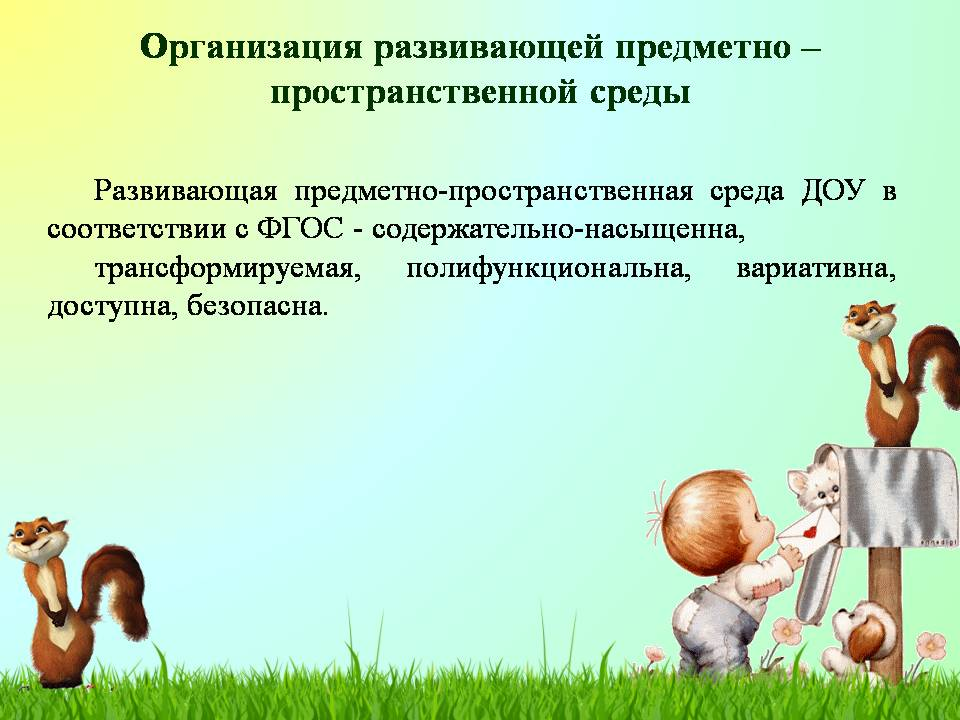 Организация развивающей предметно –
пространственной среды
Развивающая предметно-пространственная среда ДОУ в
соответствии с ФГОС - содержательно-насыщенна,
трансформируемая, полифункциональна, вариативна,
доступна, безопасна.